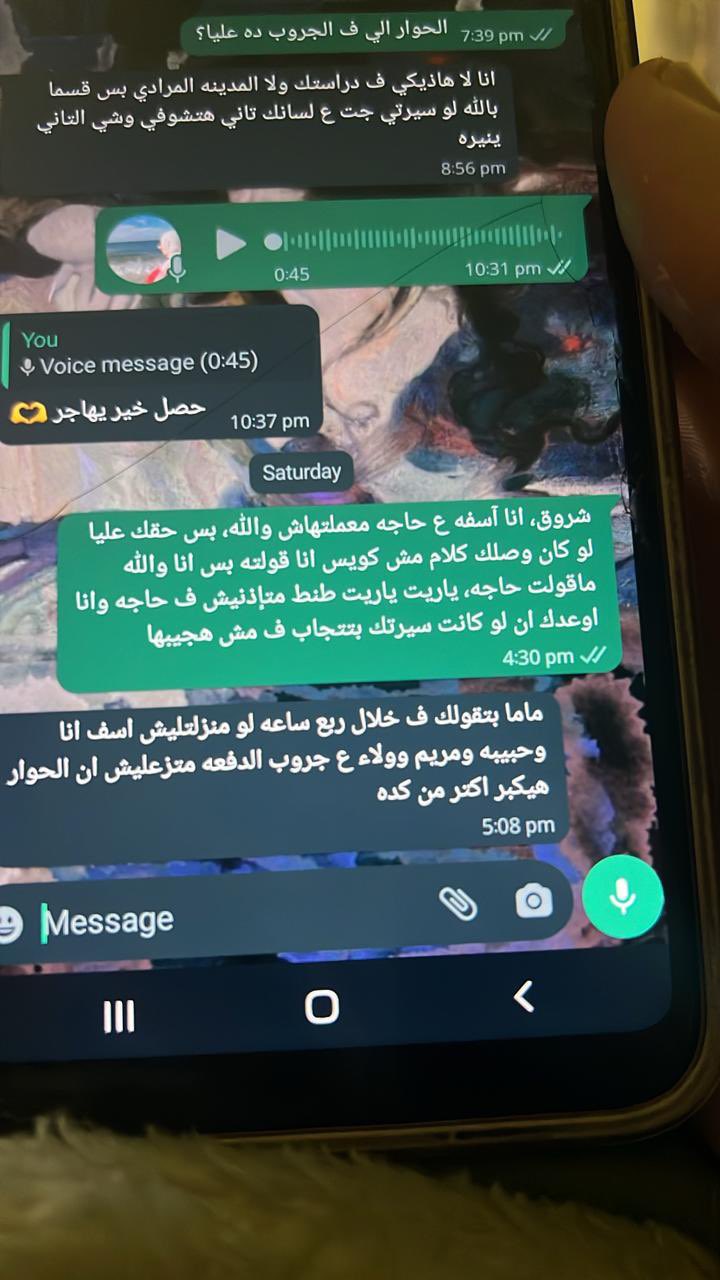 الحوار الي ف الجروب ده عليا؟
7:39 pm
انا لا هاذيكي ف دراستك ولا المدينه المرادي بس قسما
بالله لو سيرتي جت ع لسانك تاني هتشوفي وشي التاني
ينيره
8:56 pm
0:45
10:31 pm
You
Voice message (0:45)
حصل خير يهاجر
10:37 pm
Saturday
شروق، انا آسفه ع حاجه معملتهاش والله، بس حقك عليا
لو كان وصلك كلام مش كويس انا قولته بس انا والله
ماقولت حاجه، ياريت ياريت طنط متإذنيش ف حاجه وانا
اوعدك ان لو كانت سيرتك بتتجاب ف مش هجيبها
4:30 pm
ماما بتقولك ف خلال ربع ساعه لو منزلتليش اسف انا
وحبيبه ومريم وولاء ع جروب الدفعه متزعليش ان الحوار
هيكبر اكتر من كده
5:08 pm
Message